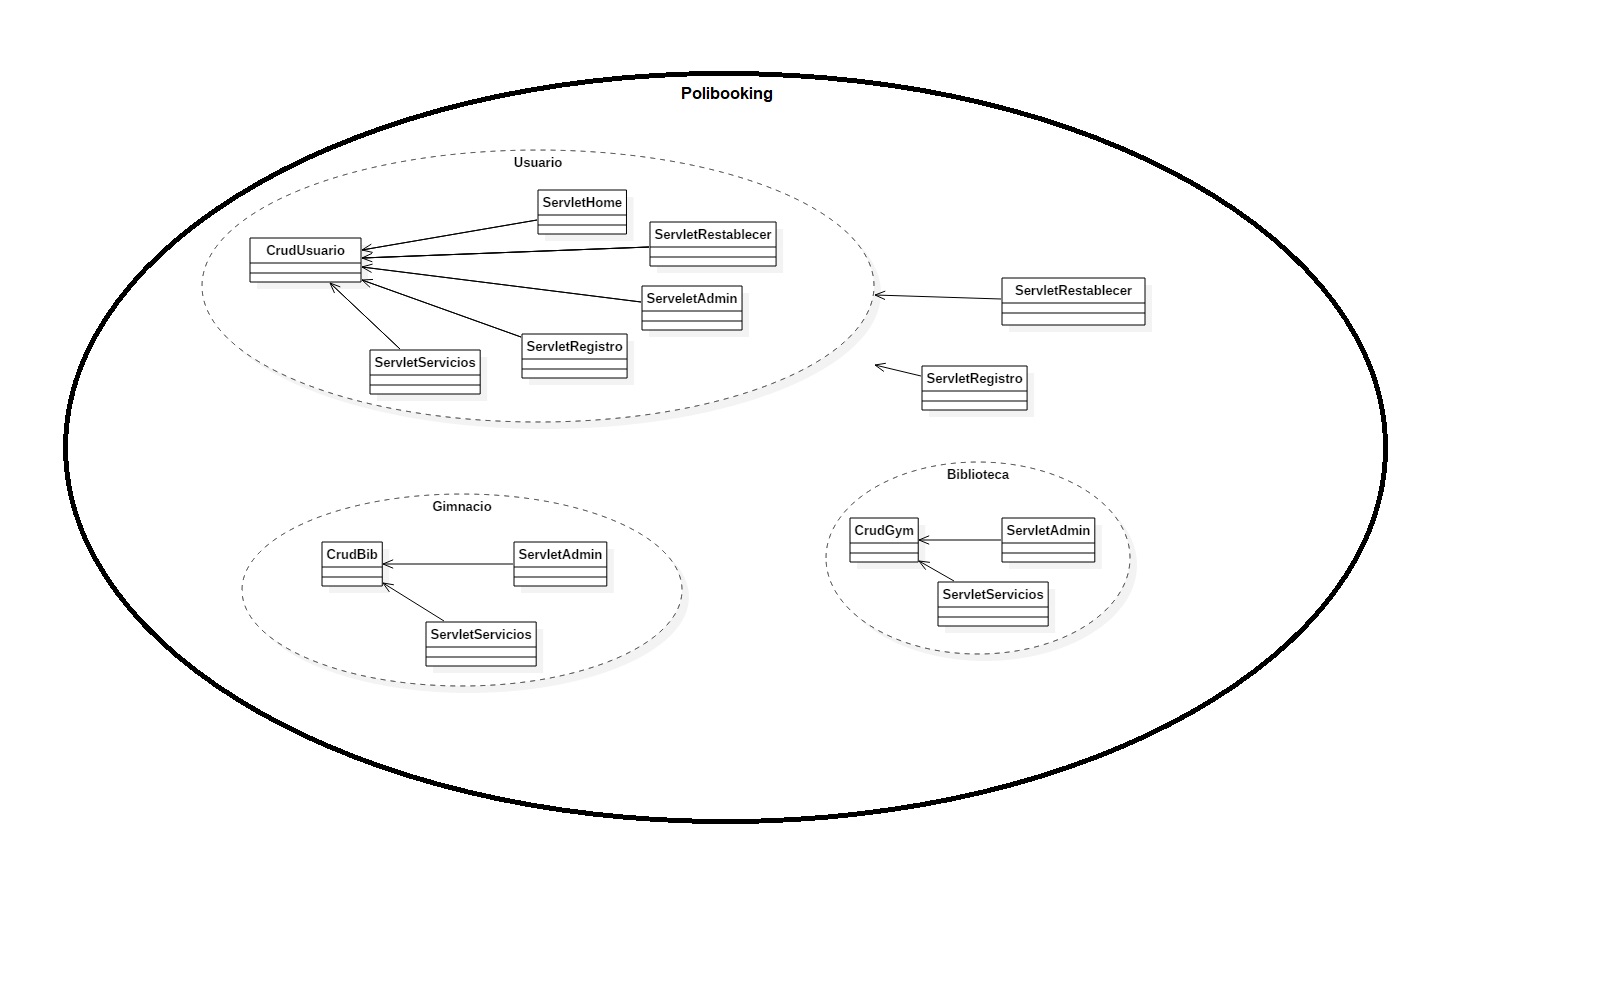 Polibooking
Usuario
ServletHome
ServletRestablecer
CrudUsuario
ServeletAdmin
ServletRegistro
ServletServicios
ServletRestablecer
ServletRegistro
Biblioteca
CrudGym
ServletAdmin
ServletServicios
Gimnacio
CrudBib
ServletAdmin
ServletServicios